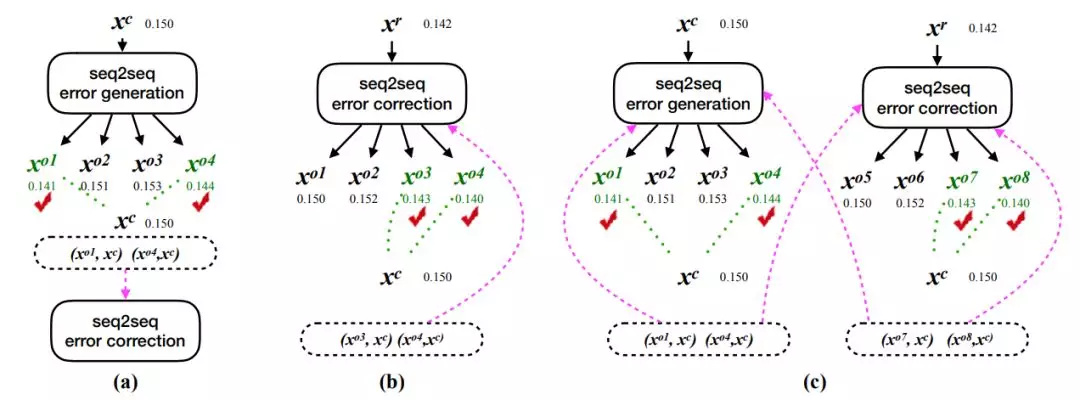 x^c 0.150
seq2seq
error generation
x^o1 x^o2 x^o3 x^o4
0.141 0.151 0.153 0.144
x^c 0.150
(x^o1, x^c) (x^o4,x^c)
seq2seq
error correction
(a)
x^r 0.142
seq2seq
error correction
x^o1 x^o2 x^o3 x^o4
0.150 0.152 0.143 0.140
x^c 0.150
(x^o3, x^c) (x^o4,x^c)
(b)
x^c 0.150
seq2seq
error generation
x^o1 x^o2 x^o3 x^o4
0.141 0.151 0.153 0.144
x^c 0.150
(x^o1, x^c) (x^o4,x^c)
x^r 0.142
seq2seq
error correction
x^o5 x^o6 x^o7 x^o8
0.150 0.152 0.143 0.140
x^c 0.150
(x^o7, x^c) (x^o8,x^c)
(c)